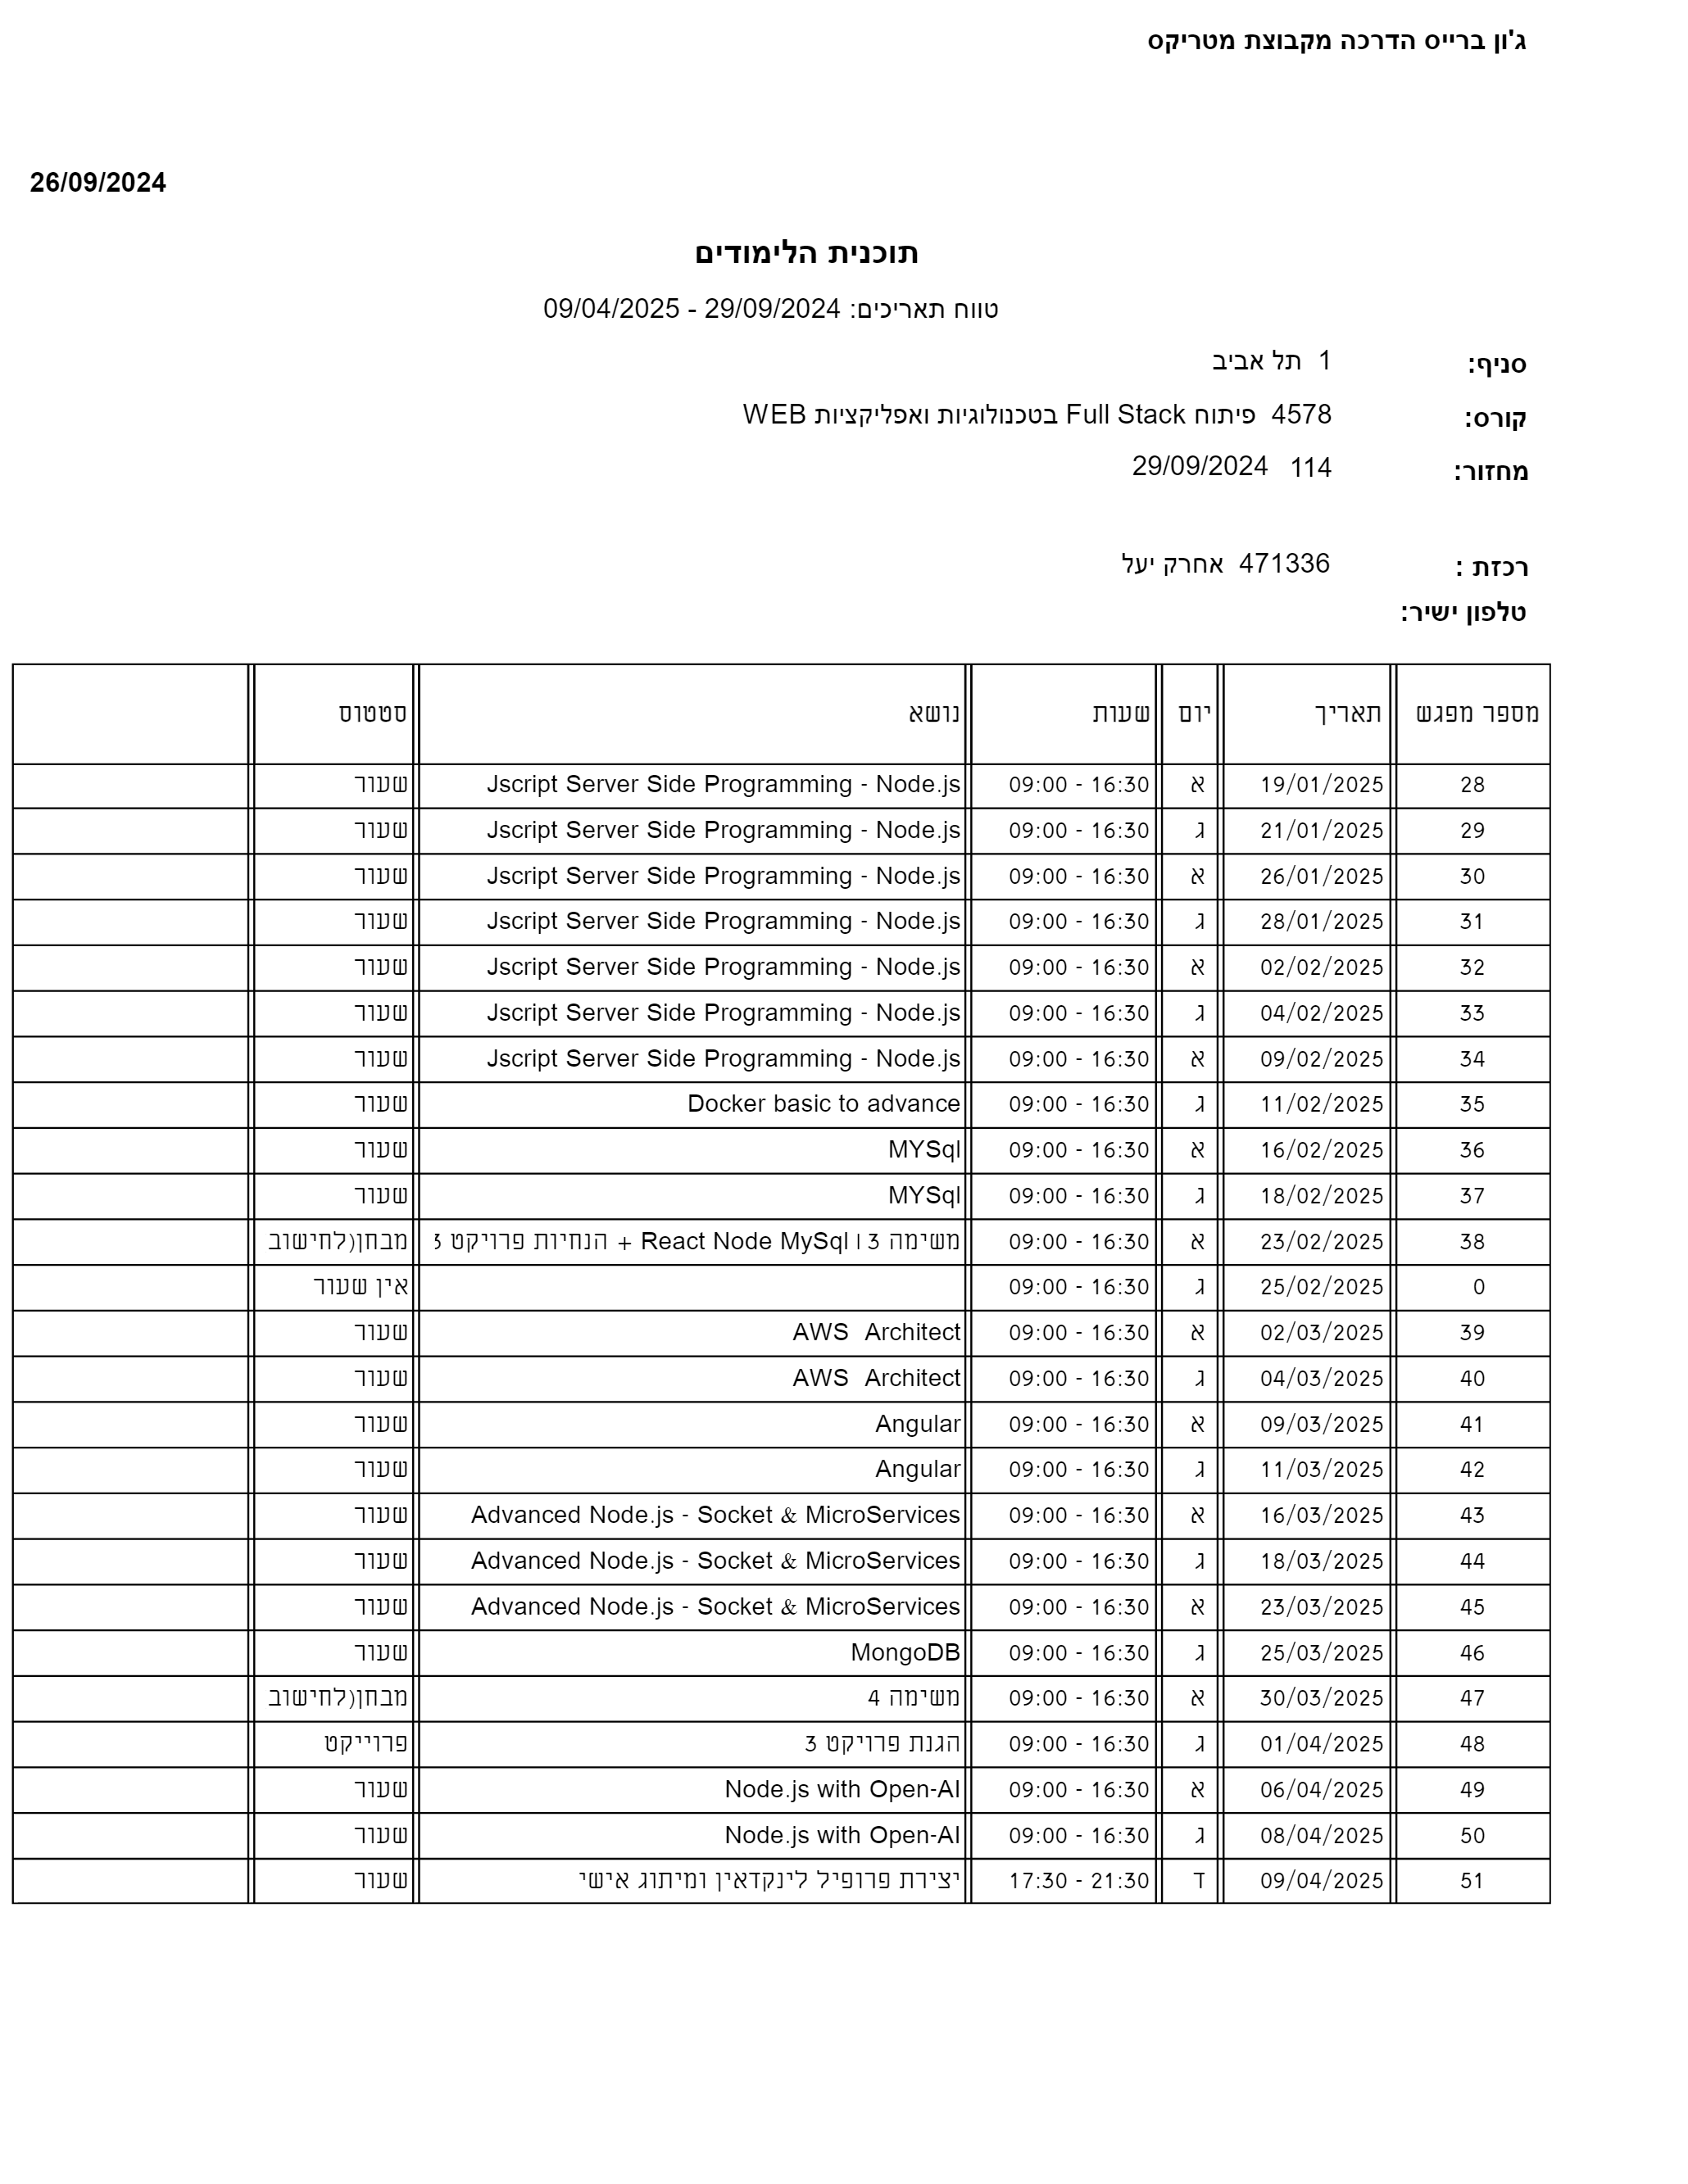 ג'ון ברייס הדרכה מקבוצת מטריקס
26/09/2024
תוכנית הלימודים
טווח תאריכים: 29/09/2024 - 09/04/2025
סניף: 1 תל אביב
קורס: 4578 פיתוח Full Stack בטכנולוגיות ואפליקציות WEB
מחזור: 114 29/09/2024
רכזת : 471336 אחרק יעל
טלפון ישיר:
מספר מפגש תאריך יום שעות נושא סטטוס
28 19/01/2025 א 09:00 - 16:30 Jscript Server Side Programming - Node.js שעור
29 21/01/2025 ג 09:00 - 16:30 Jscript Server Side Programming - Node.js שעור
30 26/01/2025 א 09:00 - 16:30 Jscript Server Side Programming - Node.js שעור
31 28/01/2025 ג 09:00 - 16:30 Jscript Server Side Programming - Node.js שעור
32 02/02/2025 א 09:00 - 16:30 Jscript Server Side Programming - Node.js שעור
33 04/02/2025 ג 09:00 - 16:30 Jscript Server Side Programming - Node.js שעור
34 09/02/2025 א 09:00 - 16:30 Jscript Server Side Programming - Node.js שעור
35 11/02/2025 ג 09:00 - 16:30 Docker basic to advance שעור
36 16/02/2025 א 09:00 - 16:30 MYSql שעור
37 18/02/2025 ג 09:00 - 16:30 MYSql שעור
38 23/02/2025 א 09:00 - 16:30 משימה 3 | React Node MySql + הנחיות פרויקט 3 מבחן(לחישוב
0 25/02/2025 ג 09:00 - 16:30 אין שעור
39 02/03/2025 א 09:00 - 16:30 AWS Architect שעור
40 04/03/2025 ג 09:00 - 16:30 AWS Architect שעור
41 09/03/2025 א 09:00 - 16:30 Angular שעור
42 11/03/2025 ג 09:00 - 16:30 Angular שעור
43 16/03/2025 א 09:00 - 16:30 Advanced Node.js - Socket & MicroServices שעור
44 18/03/2025 ג 09:00 - 16:30 Advanced Node.js - Socket & MicroServices שעור
45 23/03/2025 א 09:00 - 16:30 Advanced Node.js - Socket & MicroServices שעור
46 25/03/2025 ג 09:00 - 16:30 MongoDB שעור
47 30/03/2025 א 09:00 - 16:30 משימה 4 מבחן(לחישוב
48 01/04/2025 ג 09:00 - 16:30 הגנת פרויקט 3 פרוייקט
49 06/04/2025 א 09:00 - 16:30 Node.js with Open-AI שעור
50 08/04/2025 ג 09:00 - 16:30 Node.js with Open-AI שעור
51 09/04/2025 ד 17:30 - 21:30 יצירת פרופיל לינקדאין ומיתוג אישי שעור